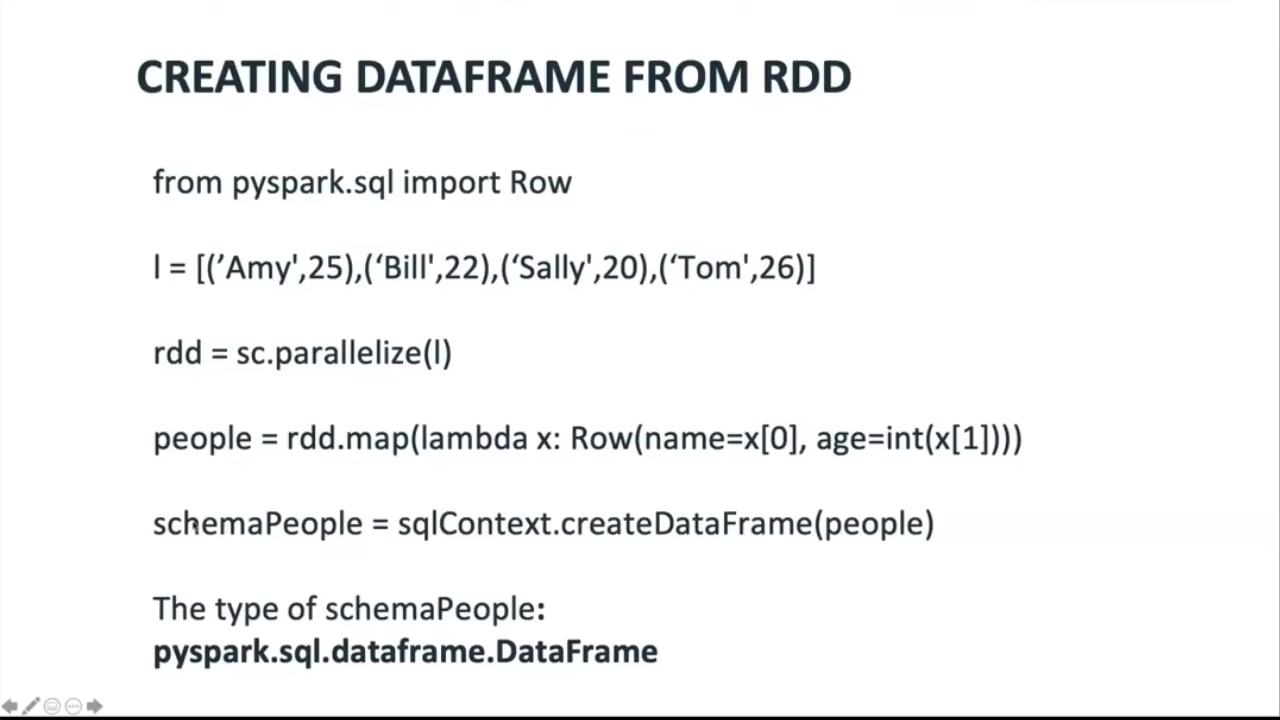 CREATING DATAFRAME FROM RDD
from pyspark.sql import Row
l = [(’Amy',25),(‘Bill',22),(‘Sally',20),(‘Tom',26)]
rdd = sc.parallelize(l)
people = rdd.map(lambda x: Row(name=x[0], age=int(x[1])))
schemaPeople = sqlContext.createDataFrame(people)
The type of schemaPeople:
pyspark.sql.dataframe.DataFrame